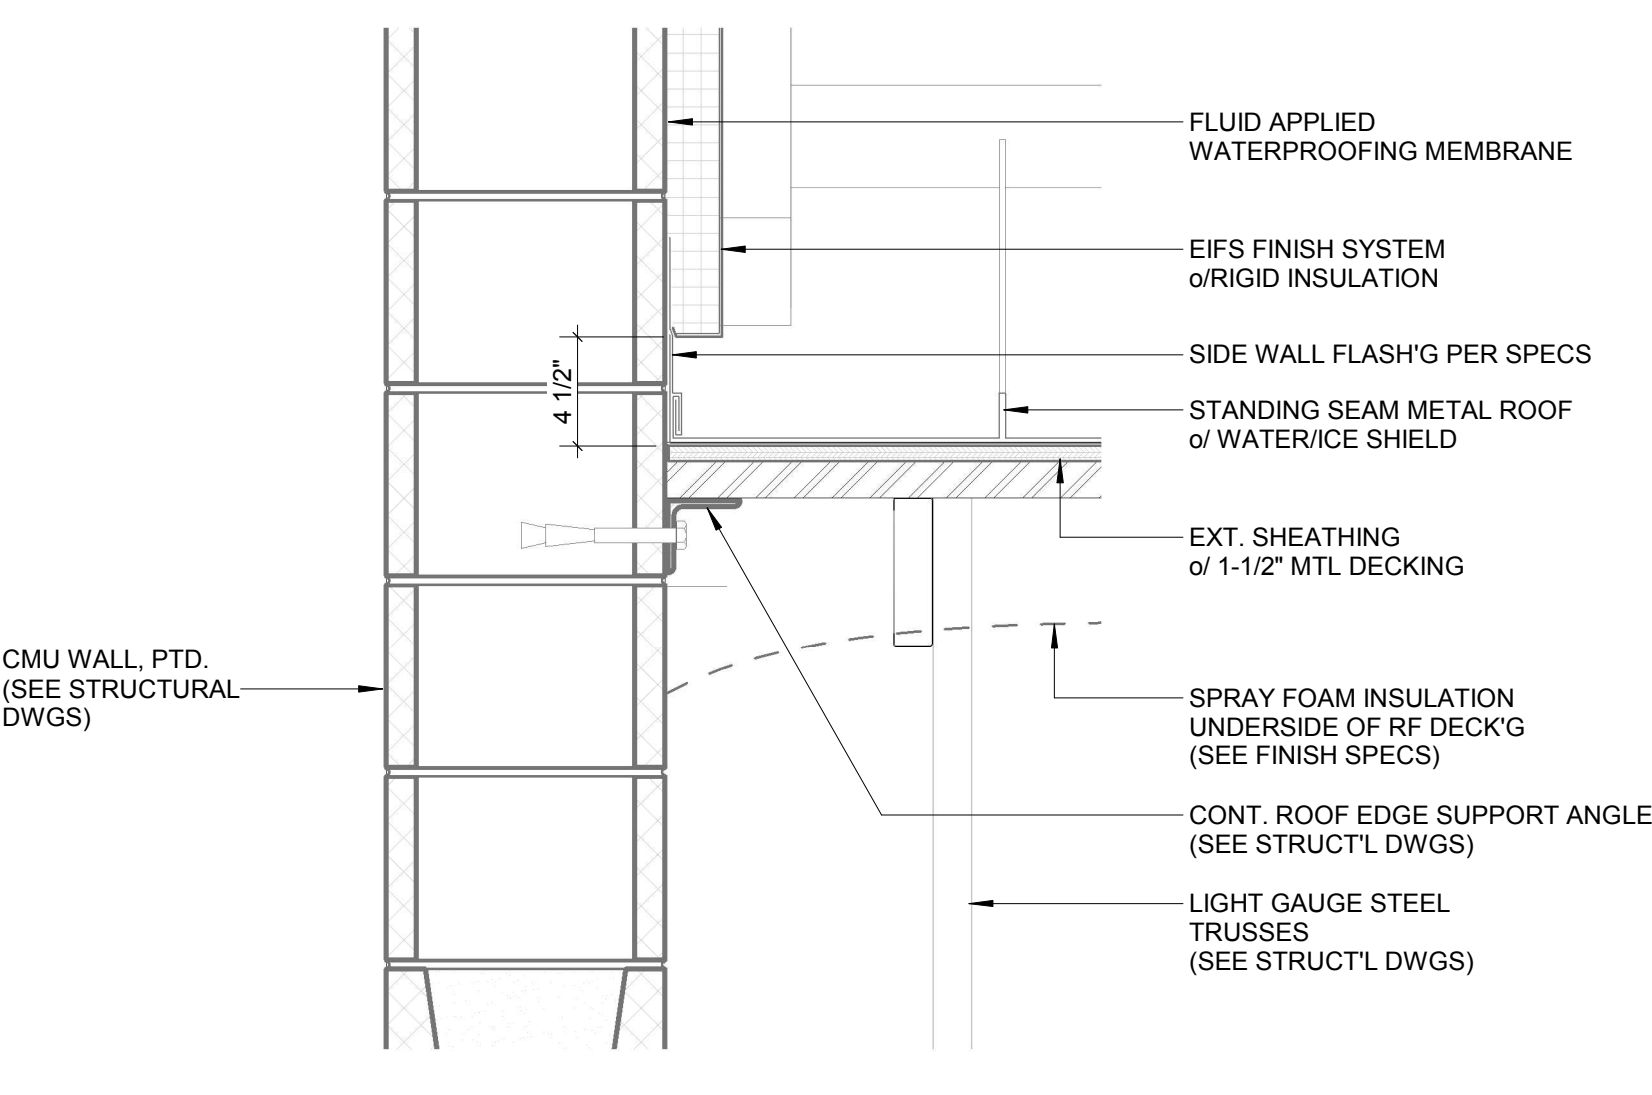 FLUID APPLIED
WATERPROOFING MEMBRANE
EIFS FINISH SYSTEM
o/RIGID INSULATION
4 1/2"
SIDE WALL FLASH'G PER SPECS
STANDING SEAM METAL ROOF
o/ WATER/ICE SHIELD
EXT. SHEATHING
o/ 1-1/2" MTL DECKING
CMU WALL, PTD.
(SEE STRUCTURAL
DWGS)
SPRAY FOAM INSULATION
UNDERSIDE OF RF DECK'G
(SEE FINISH SPECS)
CONT. ROOF EDGE SUPPORT ANGLE
(SEE STRUCT'L DWGS)
LIGHT GAUGE STEEL
TRUSSES
(SEE STRUCT'L DWGS)